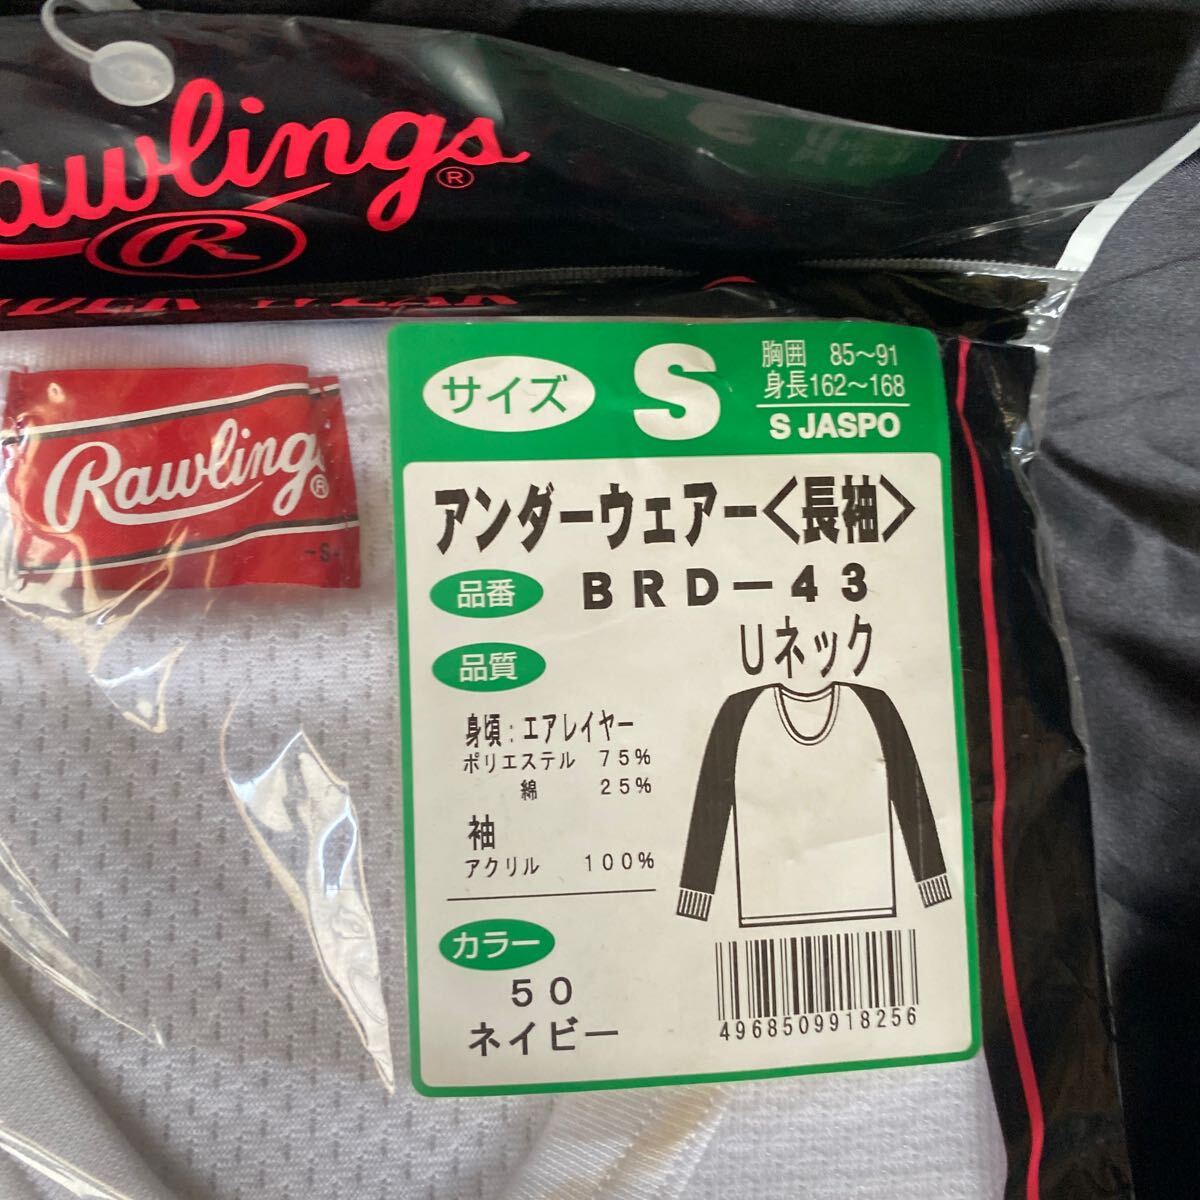 awlings®
R
UNDER WEAR
Rawlings®
-S-
サイズ
S
胸囲 85～91
身長162～168
S JASPO
アンダーウェアー〈長袖〉
品番 BRD－43
Uネック
品質
身頃：エアレイヤー
ポリエステル 75%
綿 25%
袖
アクリル 100%
カラー
50
ネイビー
4968509918256